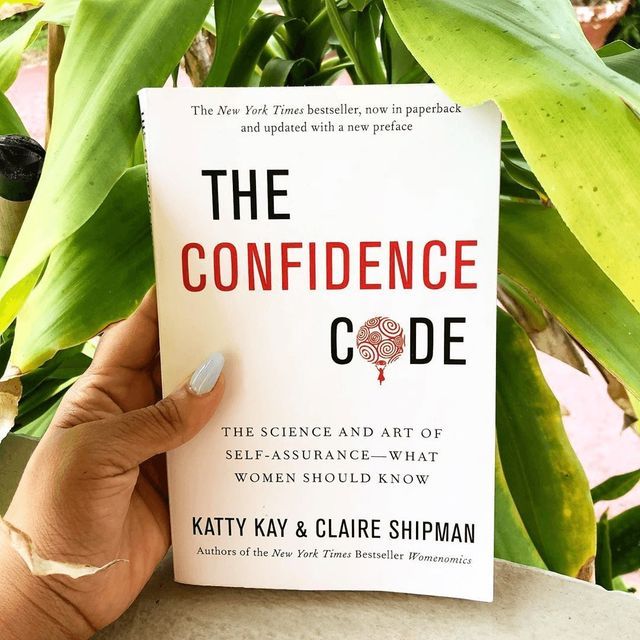 The New York Times bestseller, now in paperback
and updated with a new preface
THE
CONFIDENCE
CODE
THE SCIENCE AND ART OF
SELF-ASSURANCE—WHAT
WOMEN SHOULD KNOW
KATTY KAY & CLAIRE SHIPMAN
Authors of the New York Times Bestseller Womenomics